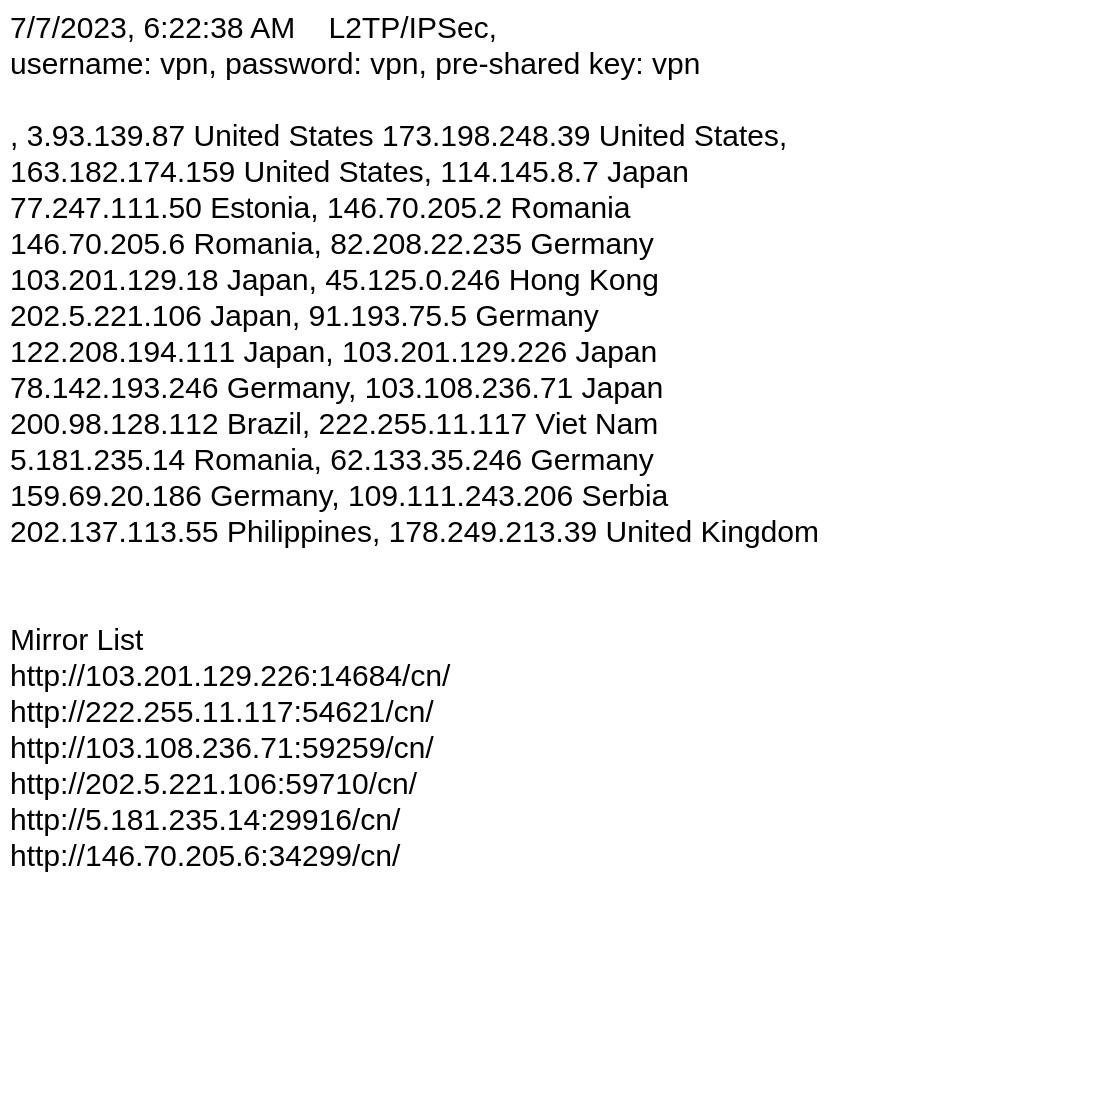 7/7/2023, 6:22:38 AM    L2TP/IPSec,
username: vpn, password: vpn, pre-shared key: vpn
, 3.93.139.87 United States 173.198.248.39 United States,
163.182.174.159 United States, 114.145.8.7 Japan
77.247.111.50 Estonia, 146.70.205.2 Romania
146.70.205.6 Romania, 82.208.22.235 Germany
103.201.129.18 Japan, 45.125.0.246 Hong Kong
202.5.221.106 Japan, 91.193.75.5 Germany
122.208.194.111 Japan, 103.201.129.226 Japan
78.142.193.246 Germany, 103.108.236.71 Japan
200.98.128.112 Brazil, 222.255.11.117 Viet Nam
5.181.235.14 Romania, 62.133.35.246 Germany
159.69.20.186 Germany, 109.111.243.206 Serbia
202.137.113.55 Philippines, 178.249.213.39 United Kingdom
Mirror List
http://103.201.129.226:14684/cn/
http://222.255.11.117:54621/cn/
http://103.108.236.71:59259/cn/
http://202.5.221.106:59710/cn/
http://5.181.235.14:29916/cn/
http://146.70.205.6:34299/cn/